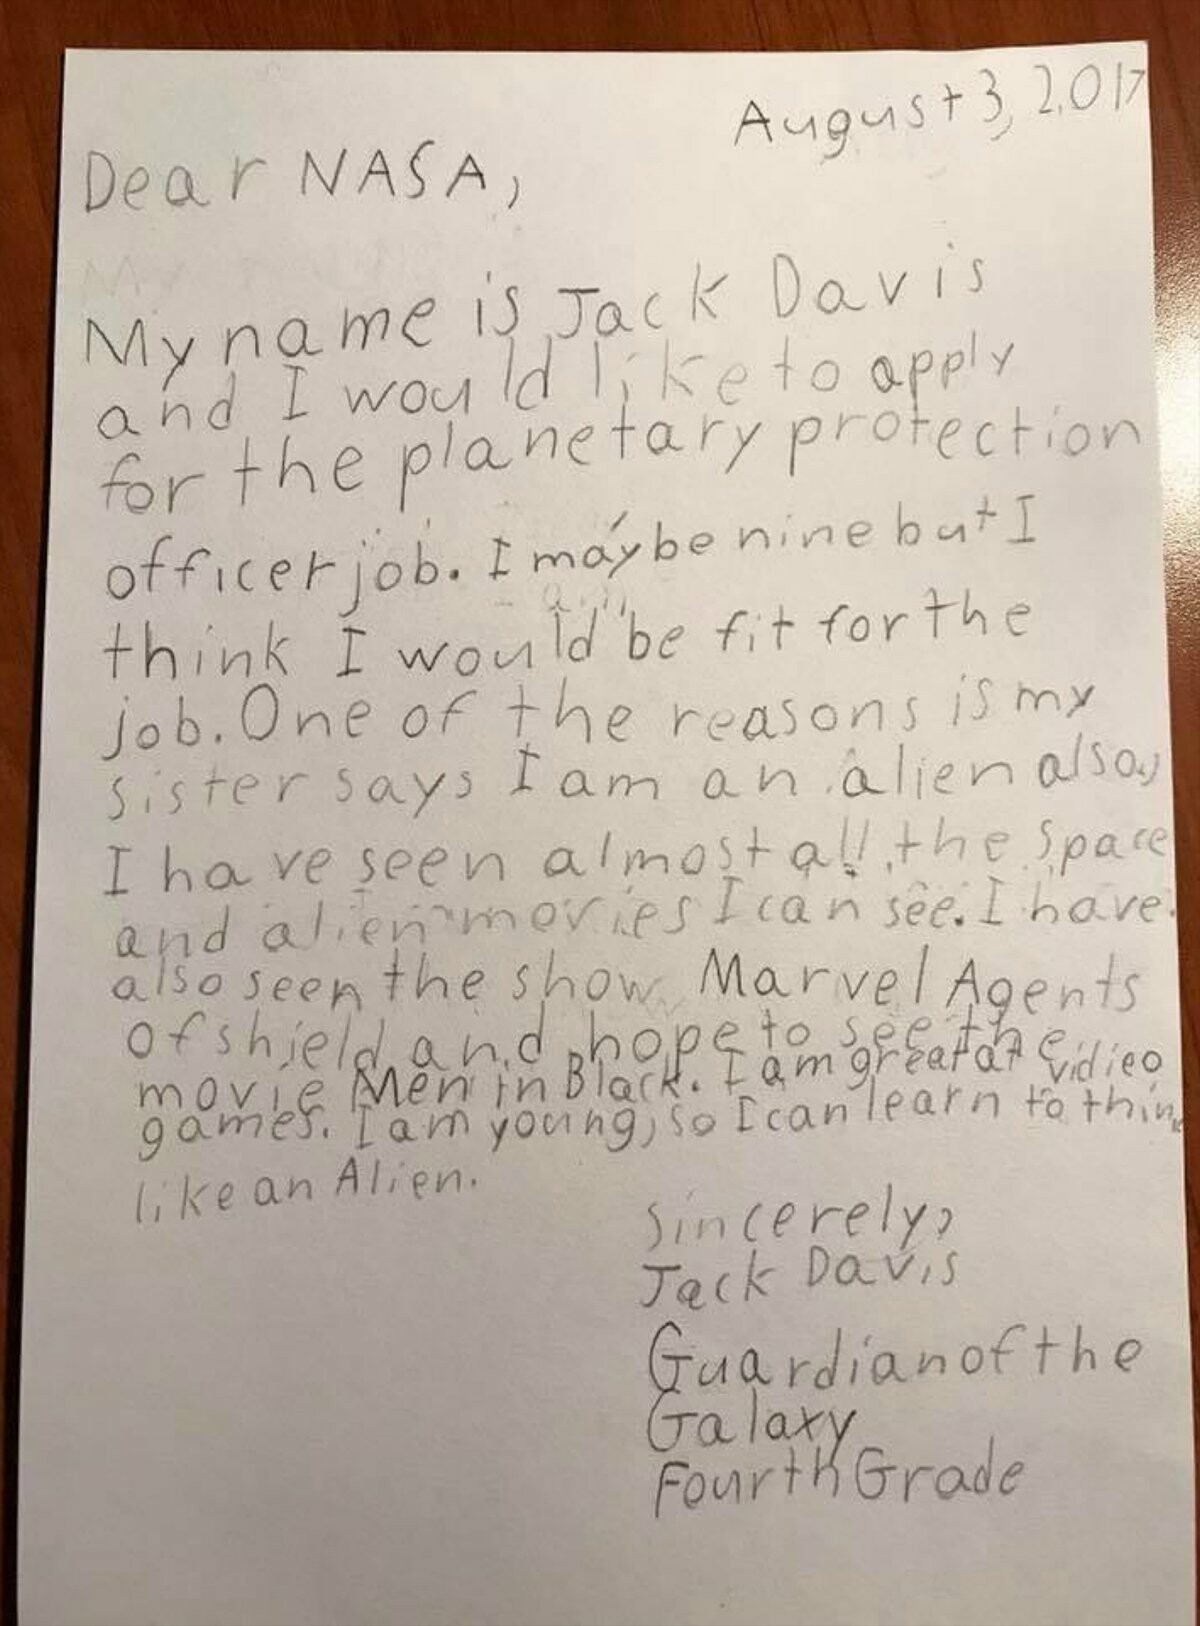 August 3, 2017
Dear NASA,
My name is Jack Davis
and I would like to apply
for the planetary protection
officer job. I may be nine but I
think I would be fit for the
job. One of the reasons is my
sister says I am an alien also,
I have seen almost all the space
and alien movies I can see. I have
also seen the show Marvel Agents
of shield and hope to see the
movie Men in Black. I am great at vidieo
games. I am young, so I can learn to think
like an Alien.
Sincerely,
Jack Davis
Guardian of the
Galaxy
Fourth Grade